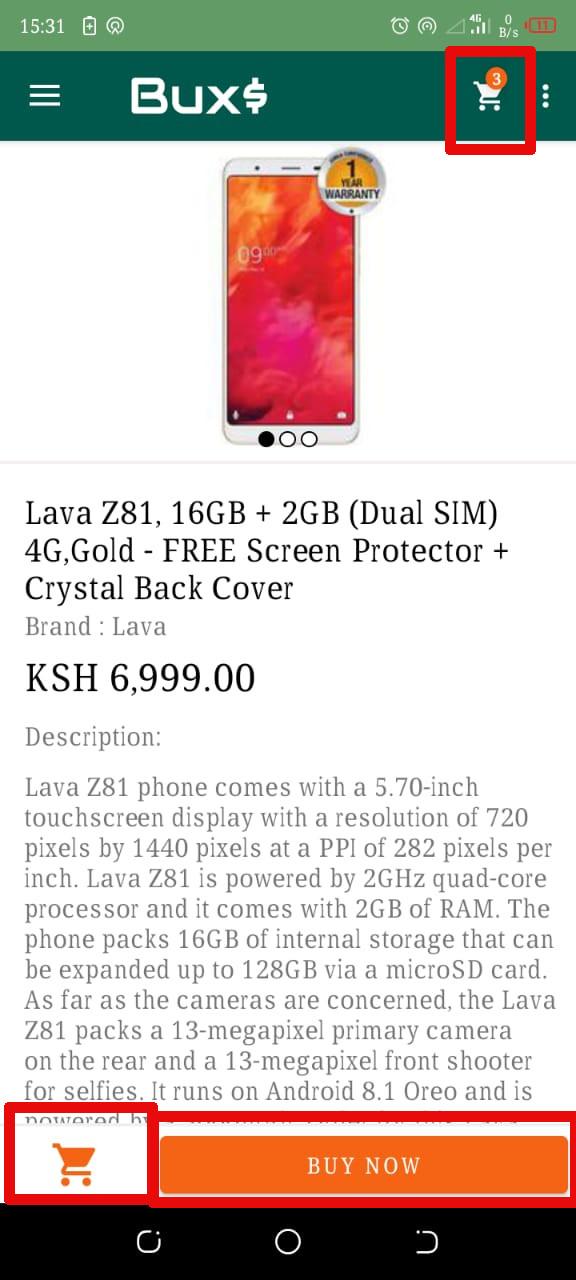 15:31
4G
0
B/s
11
Bux$
3
1
YEAR
WARRANTY
09:00
Lava Z81, 16GB + 2GB (Dual SIM)
4G,Gold - FREE Screen Protector +
Crystal Back Cover
Brand : Lava
KSH 6,999.00
Description:
Lava Z81 phone comes with a 5.70-inch
touchscreen display with a resolution of 720
pixels by 1440 pixels at a PPI of 282 pixels per
inch. Lava Z81 is powered by 2GHz quad-core
processor and it comes with 2GB of RAM. The
phone packs 16GB of internal storage that can
be expanded up to 128GB via a microSD card.
As far as the cameras are concerned, the Lava
Z81 packs a 13-megapixel primary camera
on the rear and a 13-megapixel front shooter
for selfies. It runs on Android 8.1 Oreo and is
powered by
BUY NOW